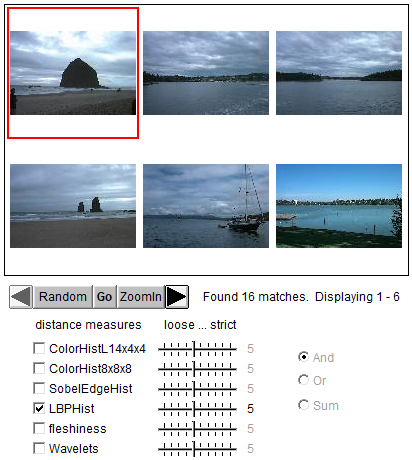 Random Go ZoomIn Found 16 matches. Displaying 1 - 6
distance measures loose ... strict
ColorHistL14x4x4 5
ColorHist8x8x8 5
SobelEdgeHist 5
LBPHist 5
fleshiness 5
Wavelets 5
And
Or
Sum